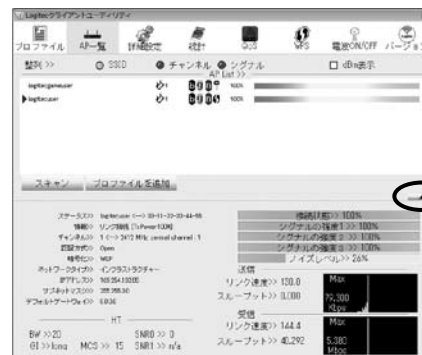 Logitecクライアントユーティリティ
プロファイル AP一覧 詳細設定 統計 QoS WPS 電波ON/OFF バージョン
整列 >> SSID チャンネル シグナル dBm表示
AP List >>
logitecgameuser 1 b g n 100%
logitecuser 1 b g n 100%
スキャン プロファイルを追加
ステータス>> logitecuser <--> 00-11-22-33-44-55
情報>> リンク接続 [TxPower:100%]
チャンネル>> 1 <--> 2412 MHz; central channel : 1
認証方式>> Open
暗号化>> WEP
ネットワークタイプ>> インフラストラクチャー
IPアドレス>>
サブネットマスク>>
デフォルトゲートウェイ>>
HT
BW >> 20 SNR0 >> 0
GI >> long MCS >> 15 SNR1 >> n/a
接続状態>> 100%
シグナルの強度 1 >> 100%
シグナルの強度 2 >> 100%
シグナルの強度 3 >> 100%
ノイズレベル>> 26%
送信
リンク速度>> 130.0
スループット>> 0.000
Max
79.300
Kbps
受信
リンク速度>> 144.4
スループット>> 40.292
Max
5.380
Mbps